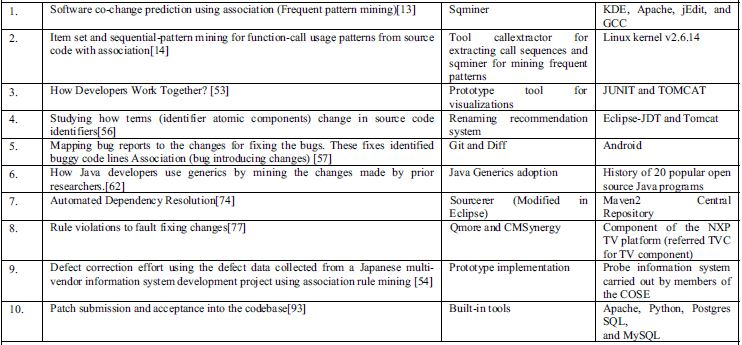 1. Software co-change prediction using association (Frequent pattern mining)[13] Sqminer KDE, Apache, jEdit, and
GCC
2. Item set and sequential-pattern mining for function-call usage patterns from source Tool callextractor for Linux kernel v2.6.14
code with association[14] extracting call sequences and
sqminer for mining frequent
patterns
3. How Developers Work Together? [53] Prototype tool for JUNIT and TOMCAT
visualizations
4. Studying how terms (identifier atomic components) change in source code Renaming recommendation Eclipse-JDT and Tomcat
identifiers[56] system
5. Mapping bug reports to the changes for fixing the bugs. These fixes identified Git and Diff Android
buggy code lines Association (bug introducing changes) [57]
6. How Java developers use generics by mining the changes made by prior Java Generics adoption History of 20 popular open
researchers.[62] source Java programs
7. Automated Dependency Resolution[74] Sourcerer (Modified in Maven2 Central
Eclipse) Repository
8. Rule violations to fault fixing changes[77] Qmore and CMSynergy Component of the NXP
TV platform (referred TVC
for TV component)
9. Defect correction effort using the defect data collected from a Japanese multi- Prototype implementation Probe information system
vendor information system development project using association rule mining [54] carried out by members of
the COSE
10. Patch submission and acceptance into the codebase[93] Built-in tools Apache, Python, Postgres
SQL,
and MySQL